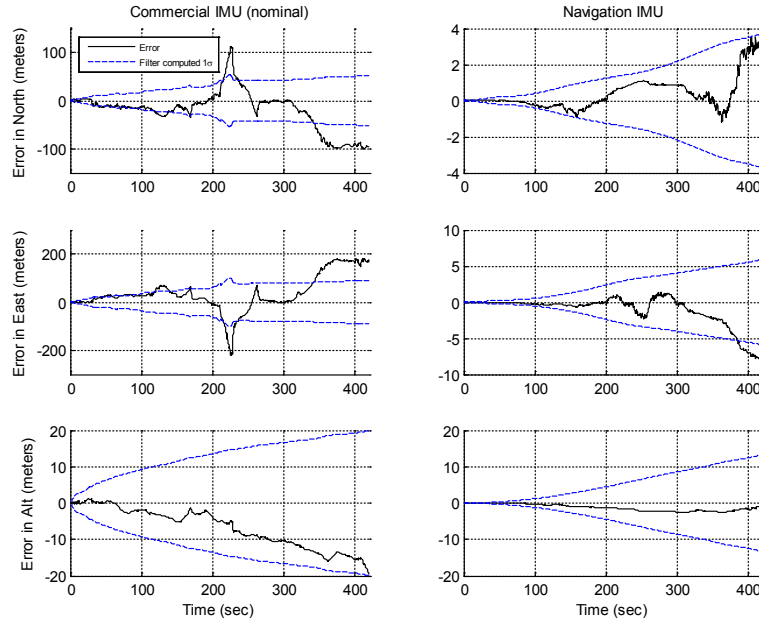 Commercial IMU (nominal)
Navigation IMU
Error in North (meters)
100
0
-100
Error
Filter computed 1σ
0 100 200 300 400
4
2
0
-2
-4
0 100 200 300 400
Error in East (meters)
200
0
-200
0 100 200 300 400
10
5
0
-5
-10
0 100 200 300 400
Error in Alt (meters)
20
10
0
-10
-20
0 100 200 300 400
Time (sec)
20
10
0
-10
-20
0 100 200 300 400
Time (sec)